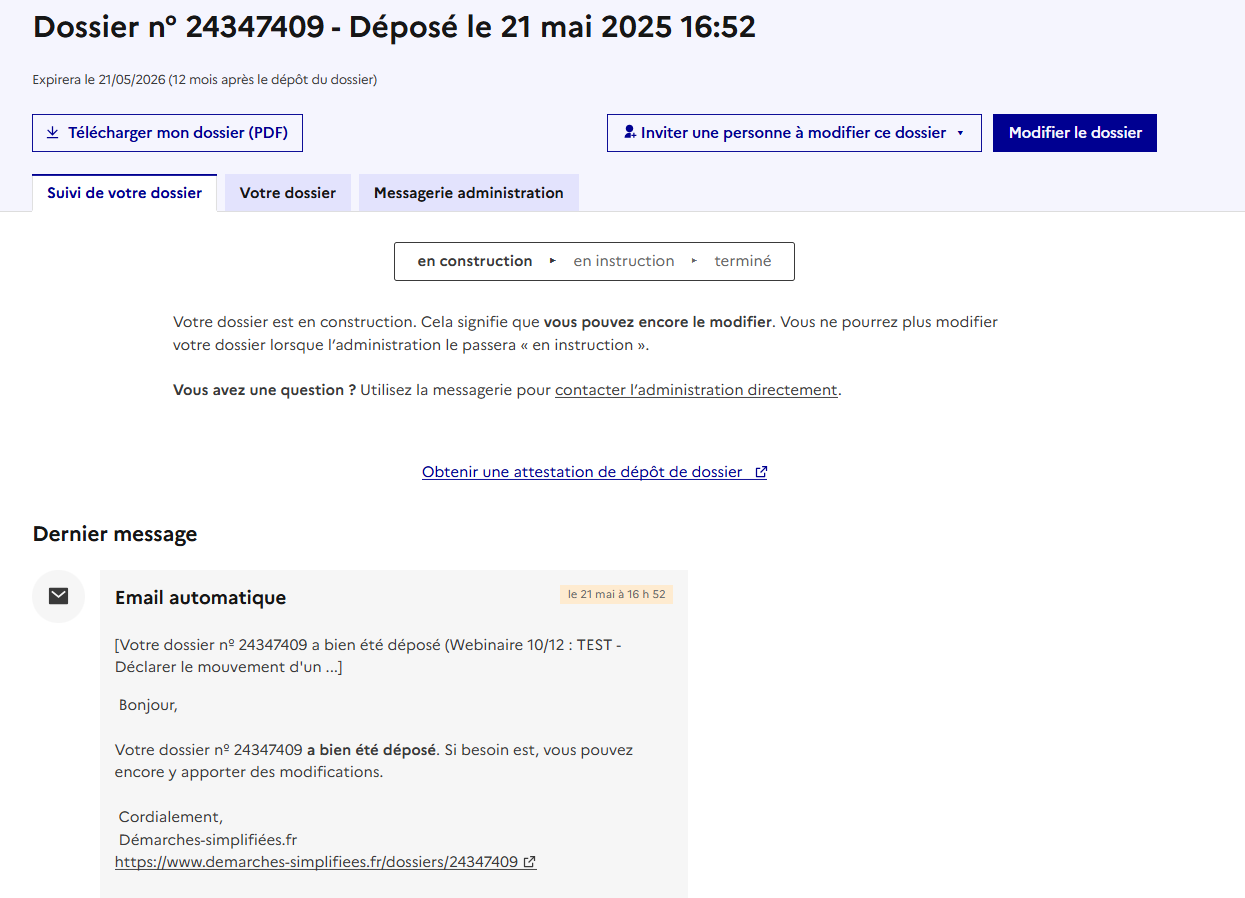 Dossier nº 24347409 - Déposé le 21 mai 2025 16:52
Expirera le 21/05/2026 (12 mois après le dépôt du dossier)
Télécharger mon dossier (PDF)
Inviter une personne à modifier ce dossier
Modifier le dossier
Suivi de votre dossier
Votre dossier
Messagerie administration
en construction
en instruction
terminé
Votre dossier est en construction. Cela signifie que vous pouvez encore le modifier. Vous ne pourrez plus modifier
votre dossier lorsque l’administration le passera « en instruction ».
Vous avez une question ? Utilisez la messagerie pour contacter l’administration directement.
Obtenir une attestation de dépôt de dossier
Dernier message
Email automatique
le 21 mai à 16 h 52
[Votre dossier nº 24347409 a bien été déposé (Webinaire 10/12 : TEST -
Déclarer le mouvement d'un ...]
Bonjour,
Votre dossier nº 24347409 a bien été déposé. Si besoin est, vous pouvez
encore y apporter des modifications.
Cordialement,
Démarches-simplifiées.fr
https://www.demarches-simplifiees.fr/dossiers/24347409